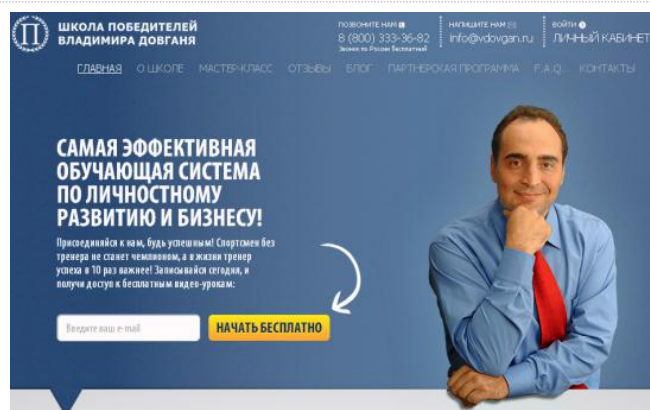 ШКОЛА ПОБЕДИТЕЛЕЙ
ВЛАДИМИРА ДОВГАНЯ
ПОЗВОНИТЕ НАМ
8 (800) 333-36-82
Звонок по России бесплатный
НАПИШИТЕ НАМ
info@vdovgan.ru
ВОЙТИ
ЛИЧНЫЙ КАБИНЕТ
ГЛАВНАЯ О ШКОЛЕ МАСТЕР-КЛАСС ОТЗЫВЫ БЛОГ ПАРТНЕРСКАЯ ПРОГРАММА F.A.Q. КОНТАКТЫ
САМАЯ ЭФФЕКТИВНАЯ
ОБУЧАЮЩАЯ СИСТЕМА
ПО ЛИЧНОСТНОМУ
РАЗВИТИЮ И БИЗНЕСУ!
Присоединяйся к нам, будь успешным! Спортсмен без
тренера не станет чемпионом, а в жизни тренер
успеха в 10 раз важнее! Записывайся сегодня, и
получи доступ к бесплатным видео-урокам:
Введите ваш e-mail
НАЧАТЬ БЕСПЛАТНО